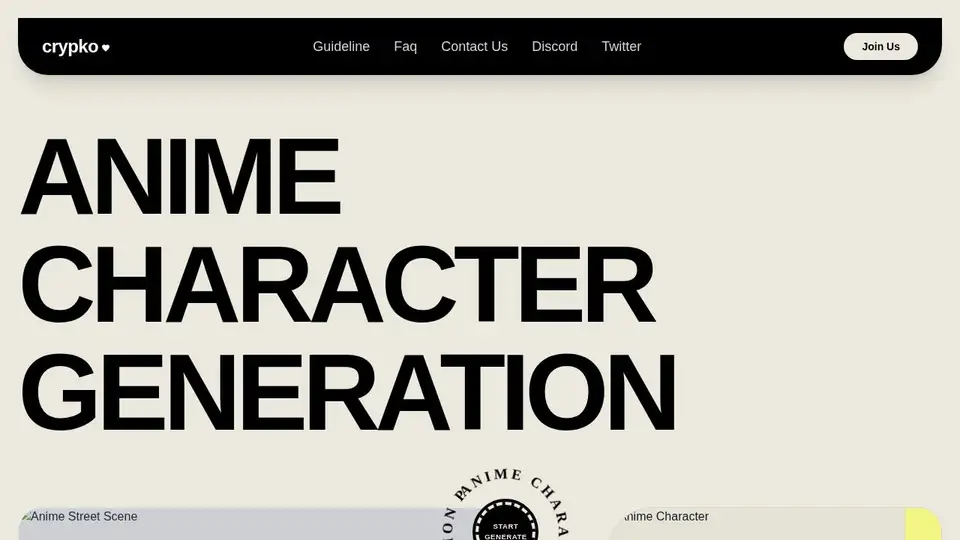 crypko
Guideline Faq Contact Us Discord Twitter
Join Us
ANIME
CHARACTER
GENERATION
ANIME CHARA
Anime Street Scene
START
GENERATE
Anime Character